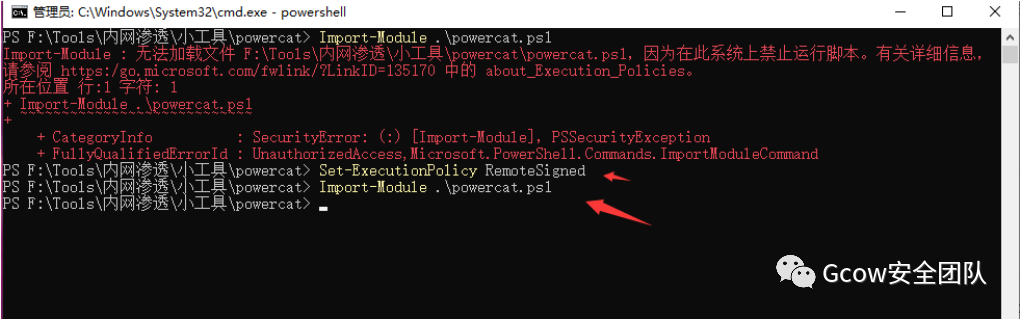 管理员: C:\Windows\System32\cmd.exe - powershell
PS F:\Tools\内网渗透\小工具\powercat> Import-Module .\powercat.ps1
Import-Module : 无法加载文件 F:\Tools\内网渗透\小工具\powercat\powercat.ps1，因为在此系统上禁止运行脚本。有关详细信息，
请参阅 https:/go.microsoft.com/fwlink/?LinkID=135170 中的 about_Execution_Policies。
所在位置 行:1 字符: 1
+ Import-Module .\powercat.ps1
+ ~~~~~~~~~~~~~~~~~~~~~~~~~~~~
+ CategoryInfo : SecurityError: (:) [Import-Module], PSSecurityException
+ FullyQualifiedErrorId : UnauthorizedAccess,Microsoft.PowerShell.Commands.ImportModuleCommand
PS F:\Tools\内网渗透\小工具\powercat> Set-ExecutionPolicy RemoteSigned
PS F:\Tools\内网渗透\小工具\powercat> Import-Module .\powercat.ps1
PS F:\Tools\内网渗透\小工具\powercat>
Gcow安全团队